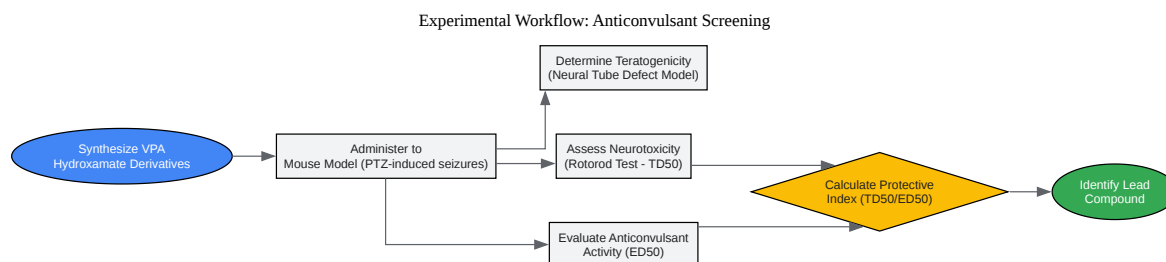 Experimental Workflow: Anticonvulsant Screening
Determine Teratogenicity
(Neural Tube Defect Model)
Synthesize VPA
Hydroxamate Derivatives
Administer to
Mouse Model (PTZ-induced seizures)
Assess Neurotoxicity
(Rotorod Test - TD50)
Calculate Protective
Index (TD50/ED50)
Identify Lead
Compound
Evaluate Anticonvulsant
Activity (ED50)